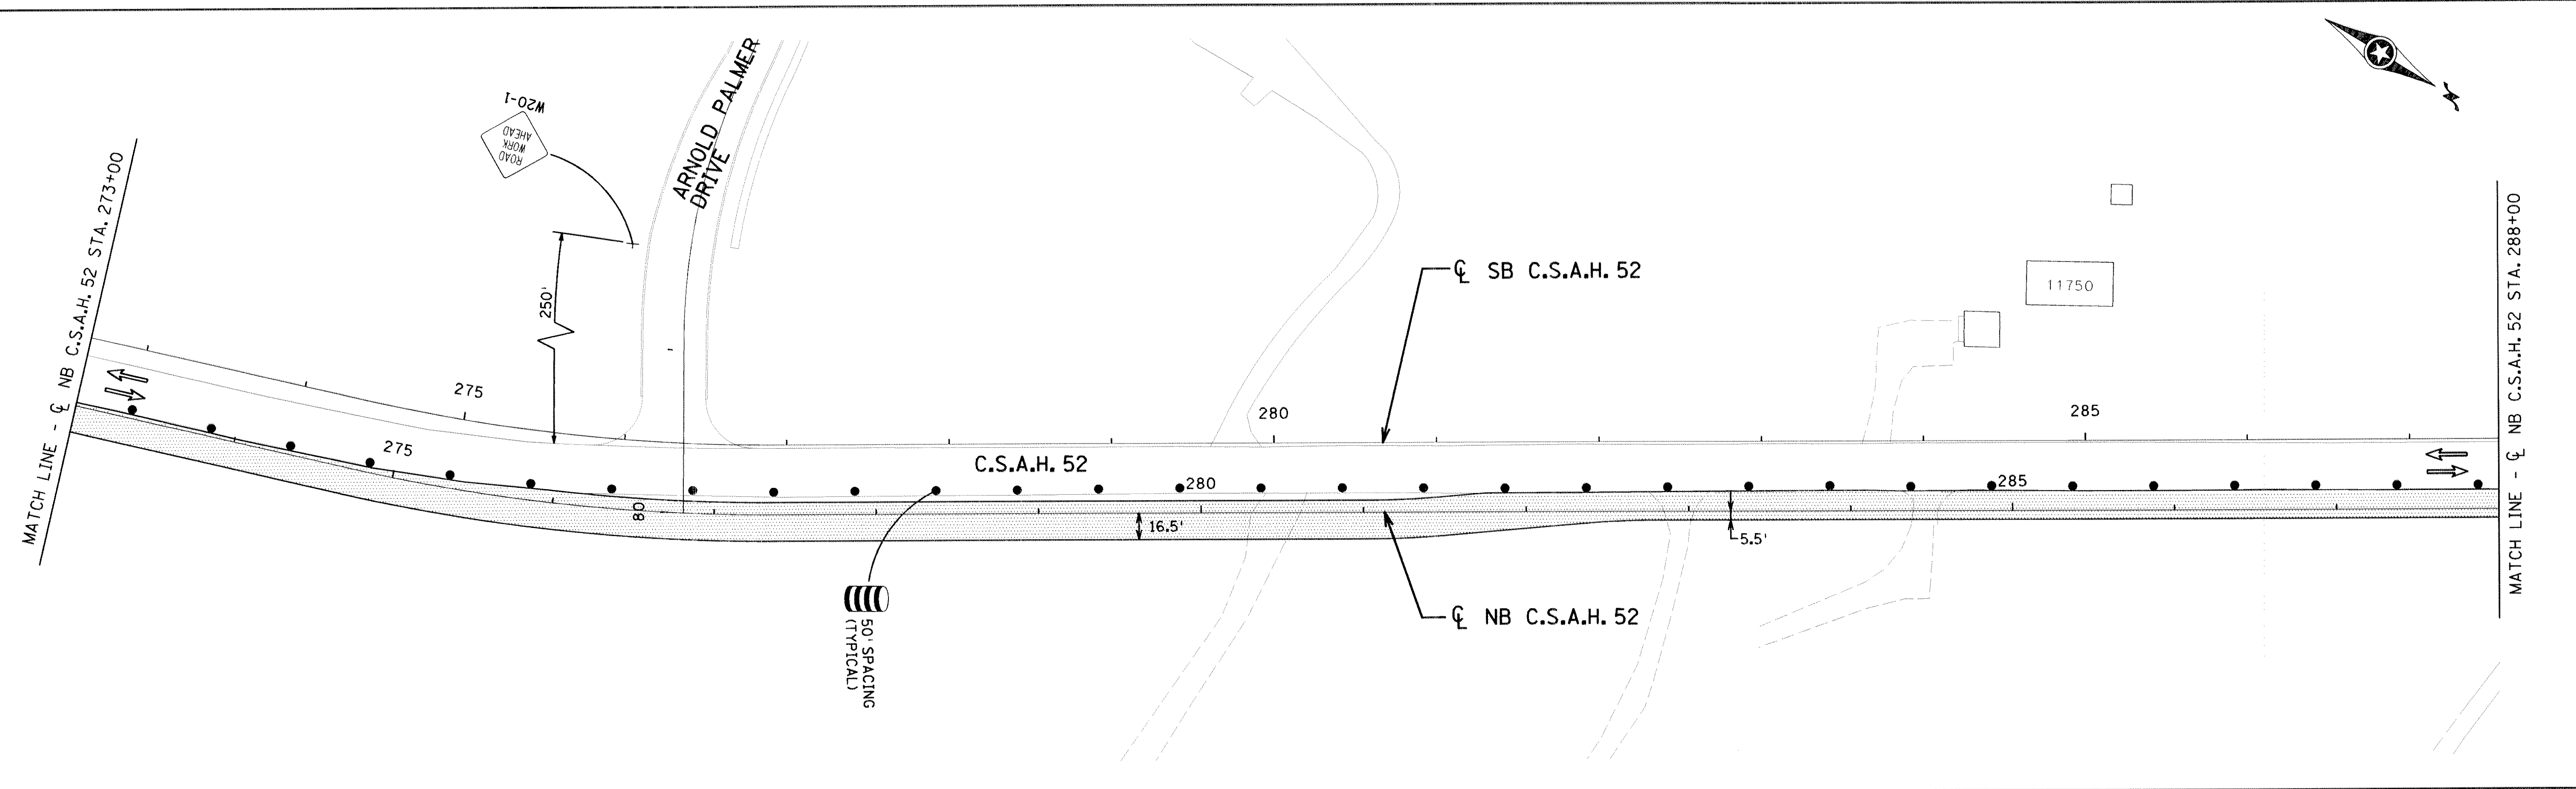 MATCH LINE - ℄ NB C.S.A.H. 52 STA. 273+00
W20-1
ROAD
WORK
AHEAD
250'
ARNOLD PALMER
DRIVE
275
275
80
C.S.A.H. 52
50' SPACING
(TYPICAL)
16.5'
280
280
℄ SB C.S.A.H. 52
℄ NB C.S.A.H. 52
5.5'
11750
285
285
N
MATCH LINE - ℄ NB C.S.A.H. 52 STA. 288+00